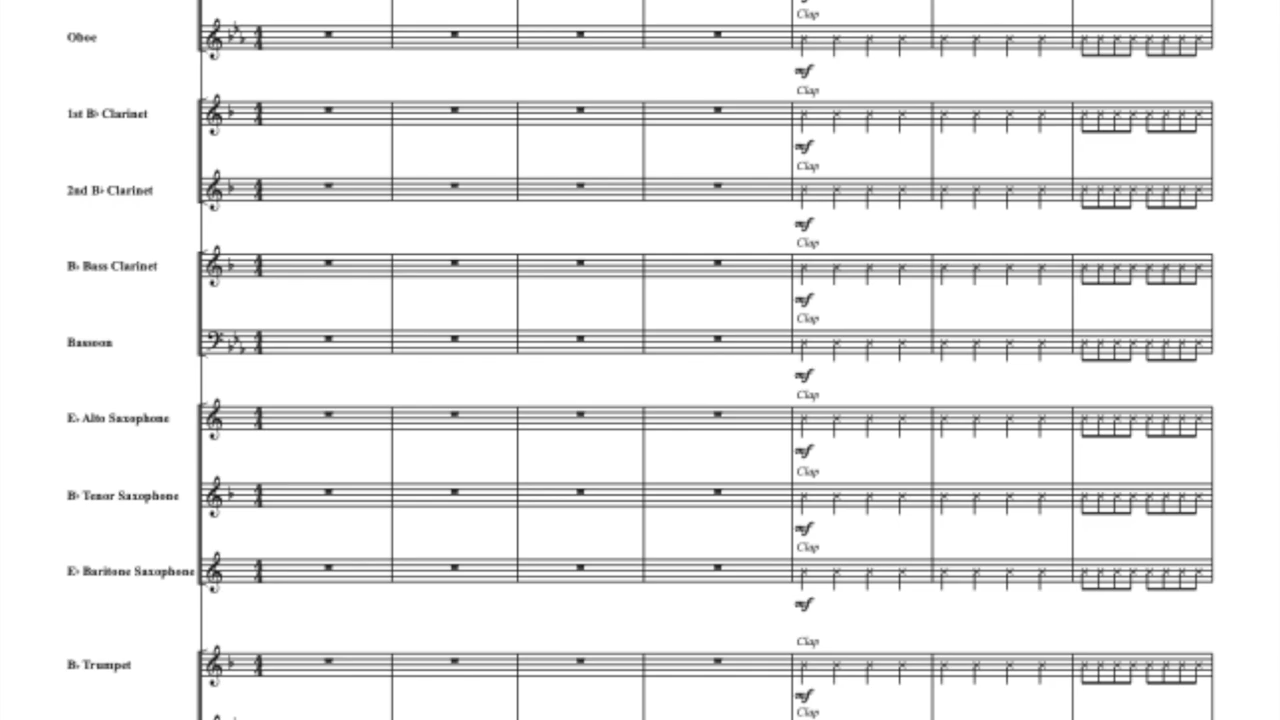 Clap
Oboe
mf
Clap
1st B♭ Clarinet
mf
Clap
2nd B♭ Clarinet
mf
Clap
B♭ Bass Clarinet
mf
Clap
Bassoon
mf
Clap
E♭ Alto Saxophone
mf
Clap
B♭ Tenor Saxophone
mf
Clap
E♭ Baritone Saxophone
mf
Clap
B♭ Trumpet
mf
Clap